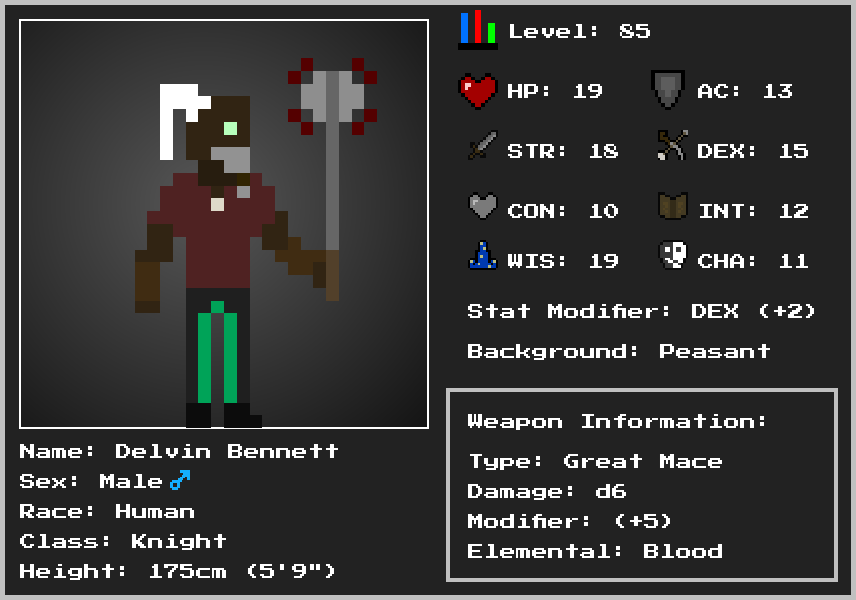 Level: 85
HP: 19 AC: 13
STR: 18 DEX: 15
CON: 10 INT: 12
WIS: 19 CHA: 11
Stat Modifier: DEX (+2)
Background: Peasant
Weapon Information:
Type: Great Mace
Damage: d6
Modifier: (+5)
Elemental: Blood
Name: Delvin Bennett
Sex: Male ♂
Race: Human
Class: Knight
Height: 175cm (5'9")